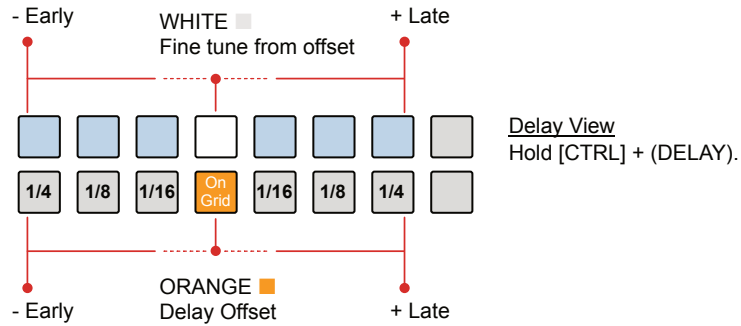 - Early
WHITE
+ Late
Fine tune from offset
Delay View
Hold [CTRL] + (DELAY).
1/4 1/8 1/16 On Grid 1/16 1/8 1/4
ORANGE
- Early
Delay Offset
+ Late